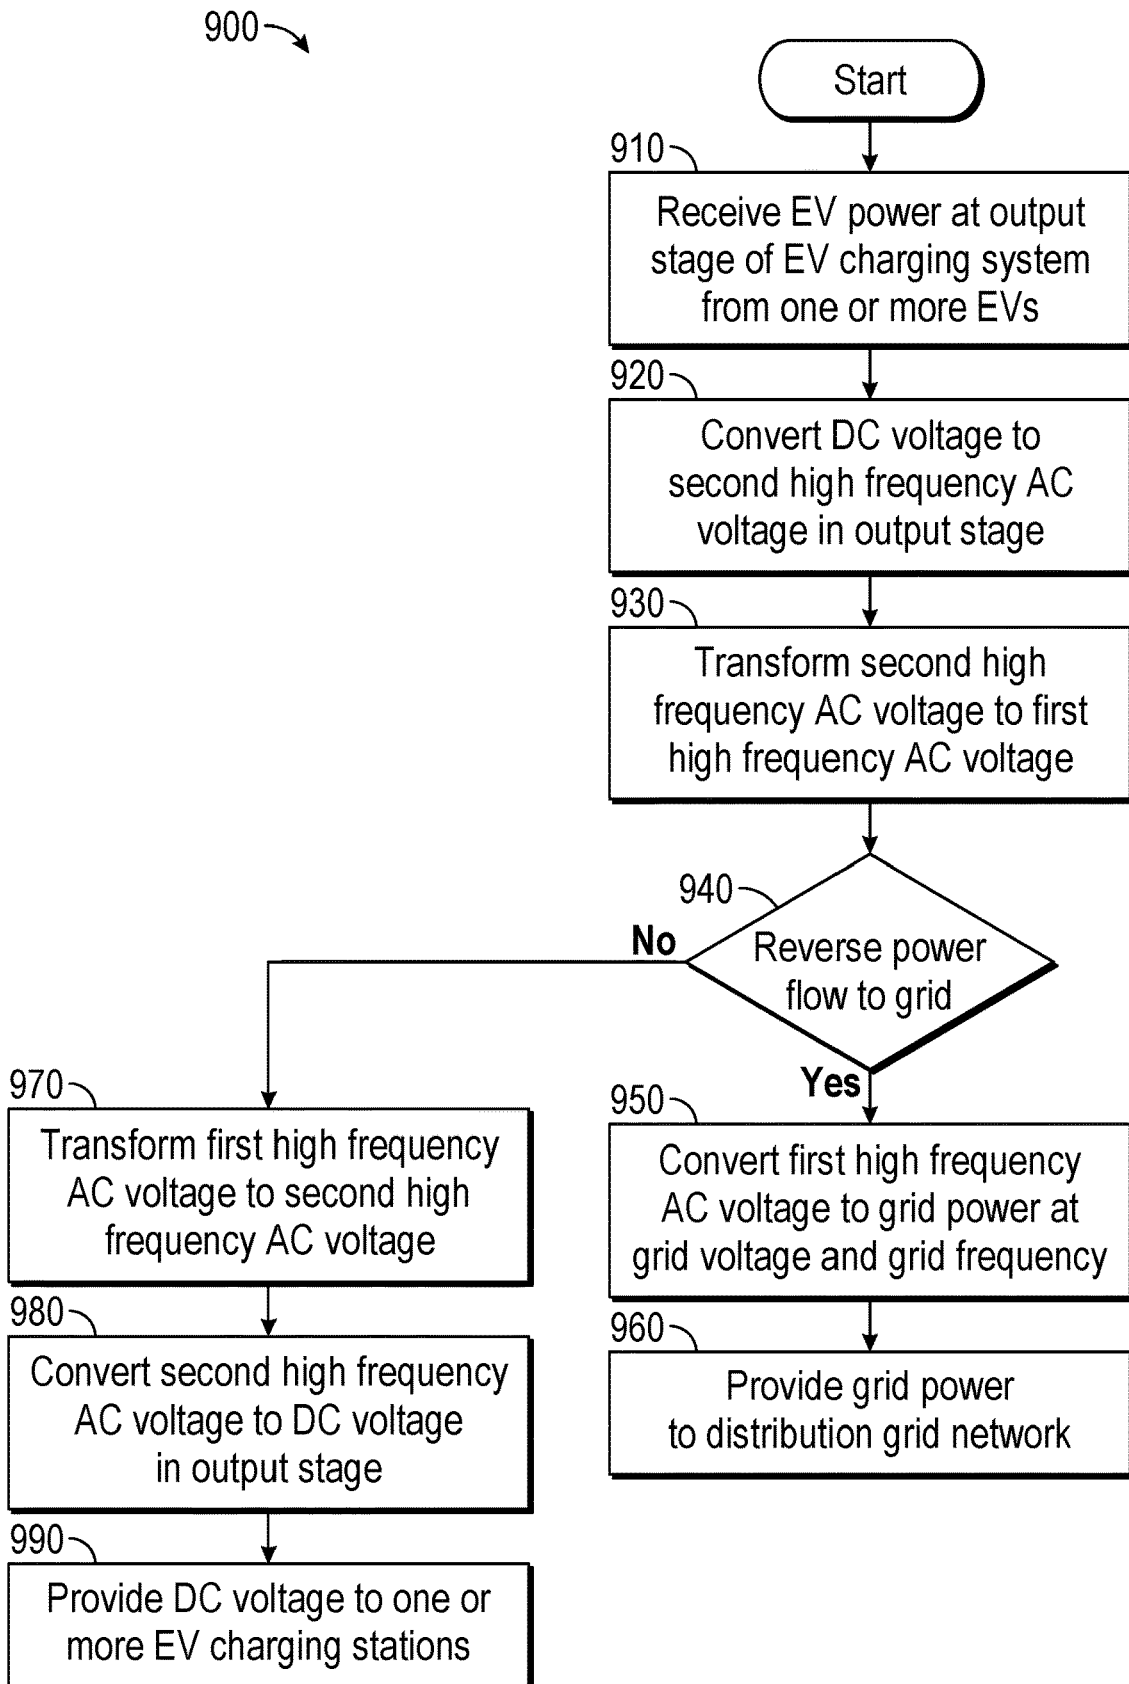 900
Start
910
Receive EV power at output
stage of EV charging system
from one or more EVs
920
Convert DC voltage to
second high frequency AC
voltage in output stage
930
Transform second high
frequency AC voltage to first
high frequency AC voltage
940
Reverse power
flow to grid
No
Yes
950
Convert first high frequency
AC voltage to grid power at
grid voltage and grid frequency
960
Provide grid power
to distribution grid network
970
Transform first high frequency
AC voltage to second high
frequency AC voltage
980
Convert second high frequency
AC voltage to DC voltage
in output stage
990
Provide DC voltage to one or
more EV charging stations